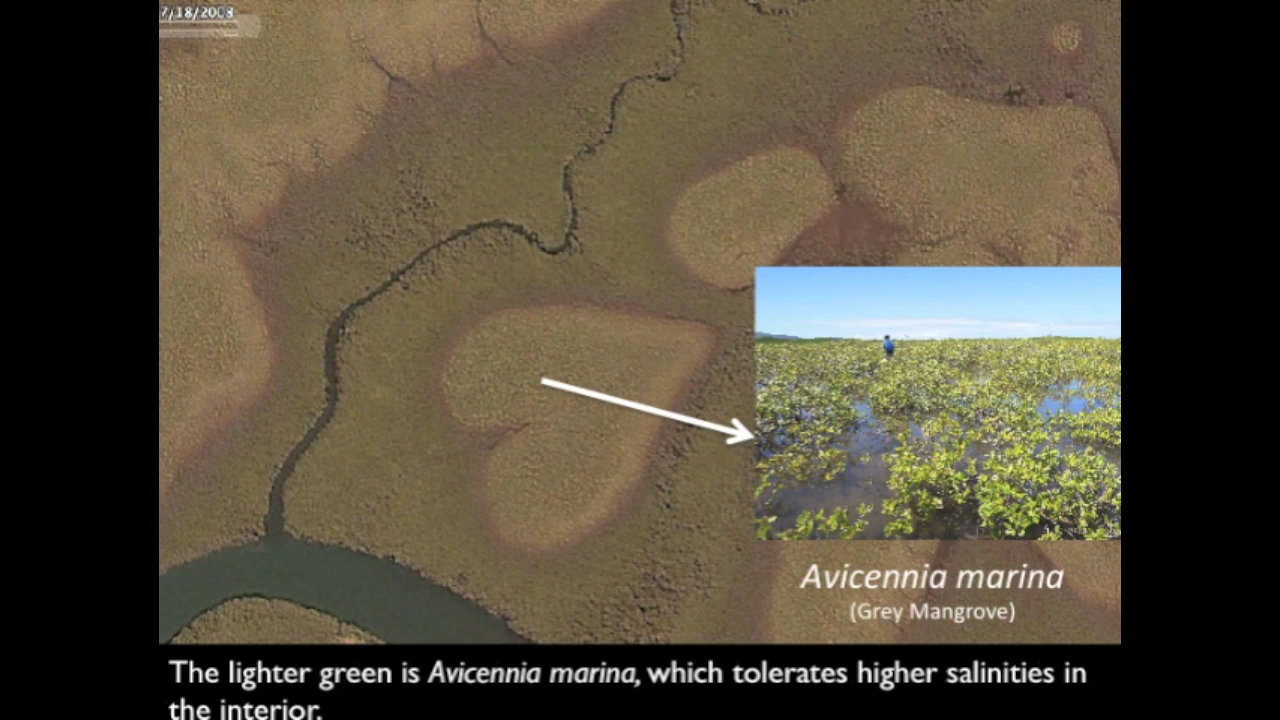 7/18/2003
Avicennia marina
(Grey Mangrove)
The lighter green is Avicennia marina, which tolerates higher salinities in
the interior.